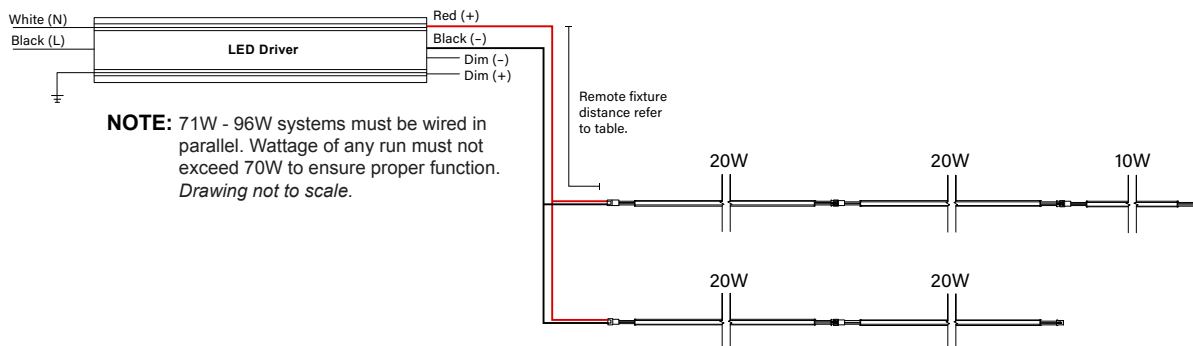 White (N)
Black (L)
LED Driver
Red (+)
Black (–)
Dim (–)
Dim (+)
NOTE: 71W - 96W systems must be wired in
parallel. Wattage of any run must not
exceed 70W to ensure proper function.
Drawing not to scale.
Remote fixture
distance refer
to table.
20W
20W
10W
20W
20W